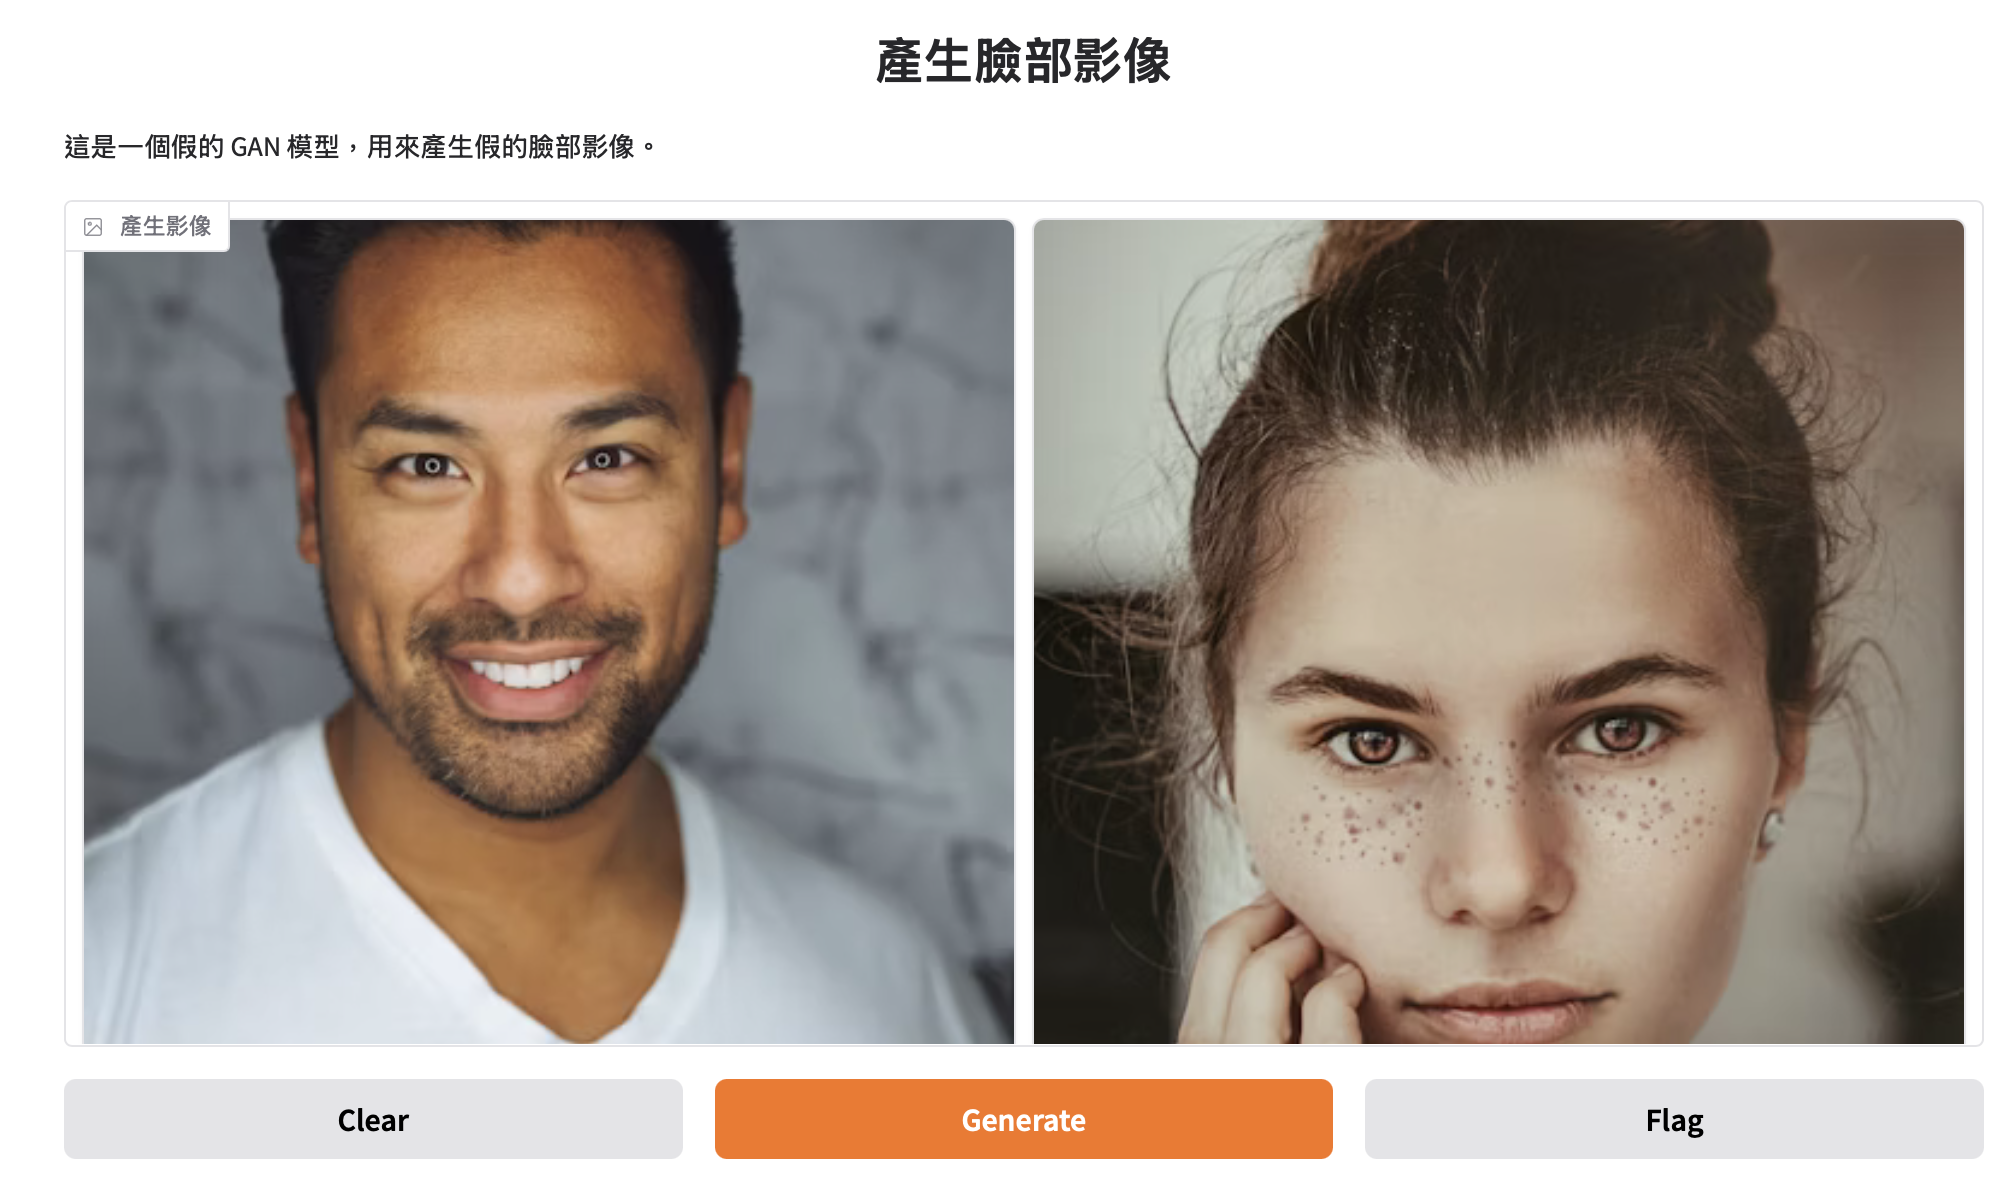 產生臉部影像
這是一個假的 GAN 模型，用來產生假的臉部影像。
產生影像
Clear
Generate
Flag